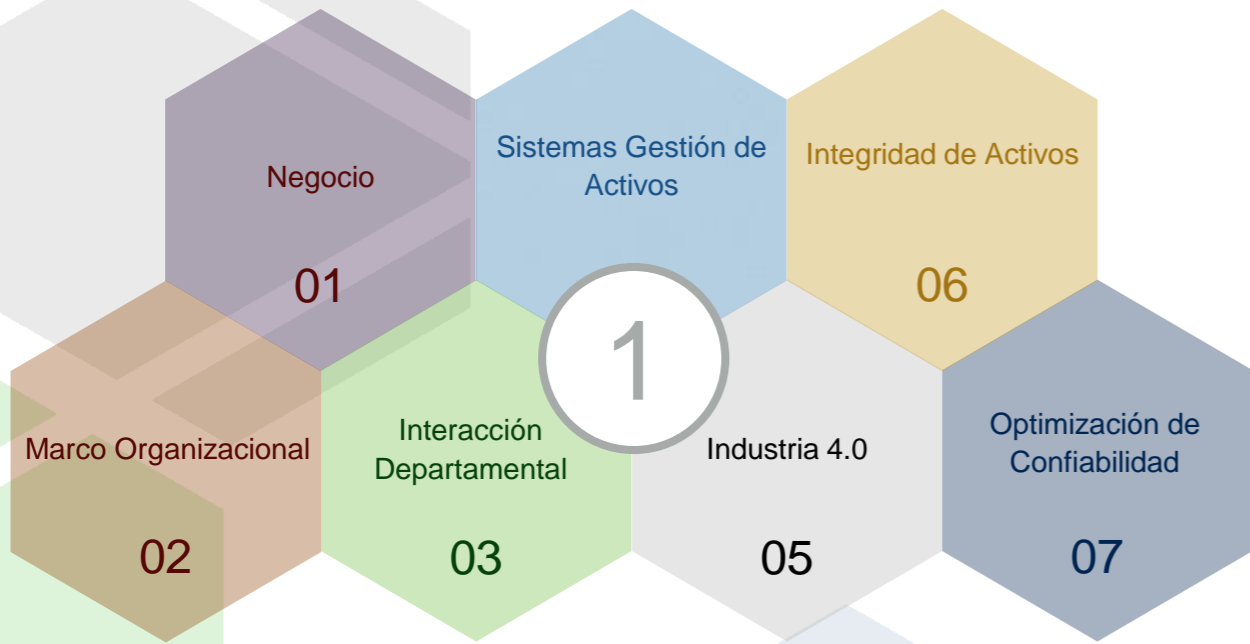 Negocio
01
Sistemas Gestión de
Activos
Integridad de Activos
06
1
Marco Organizacional
02
Interacción
Departamental
03
Industria 4.0
05
Optimización de
Confiabilidad
07